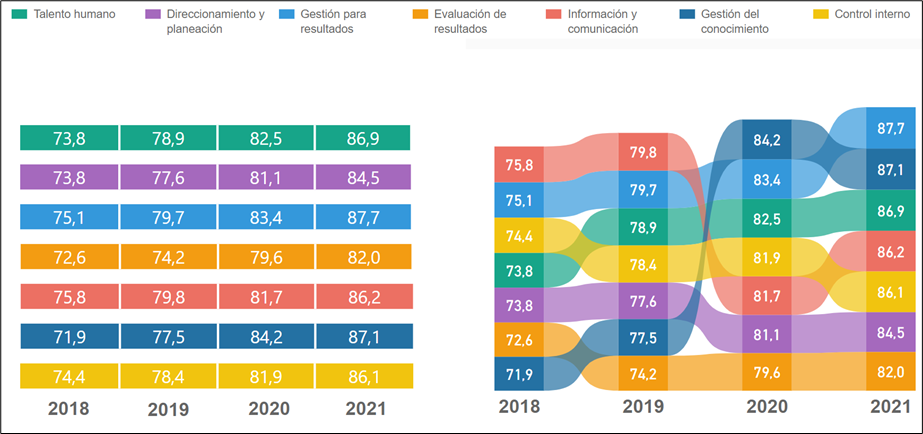 Talento humano
Direccionamiento y
planeación
Gestión para
resultados
Evaluación de
resultados
Información y
comunicación
Gestión del
conocimiento
Control interno
73,8 78,9 82,5 86,9
73,8 77,6 81,1 84,5
75,1 79,7 83,4 87,7
72,6 74,2 79,6 82,0
75,8 79,8 81,7 86,2
71,9 77,5 84,2 87,1
74,4 78,4 81,9 86,1
2018 2019 2020 2021
75,8
75,1
74,4
73,8
73,8
72,6
71,9
79,8
79,7
78,9
78,4
77,6
77,5
74,2
84,2
83,4
82,5
81,9
81,7
81,1
79,6
87,7
87,1
86,9
86,2
86,1
84,5
82,0
2018 2019 2020 2021